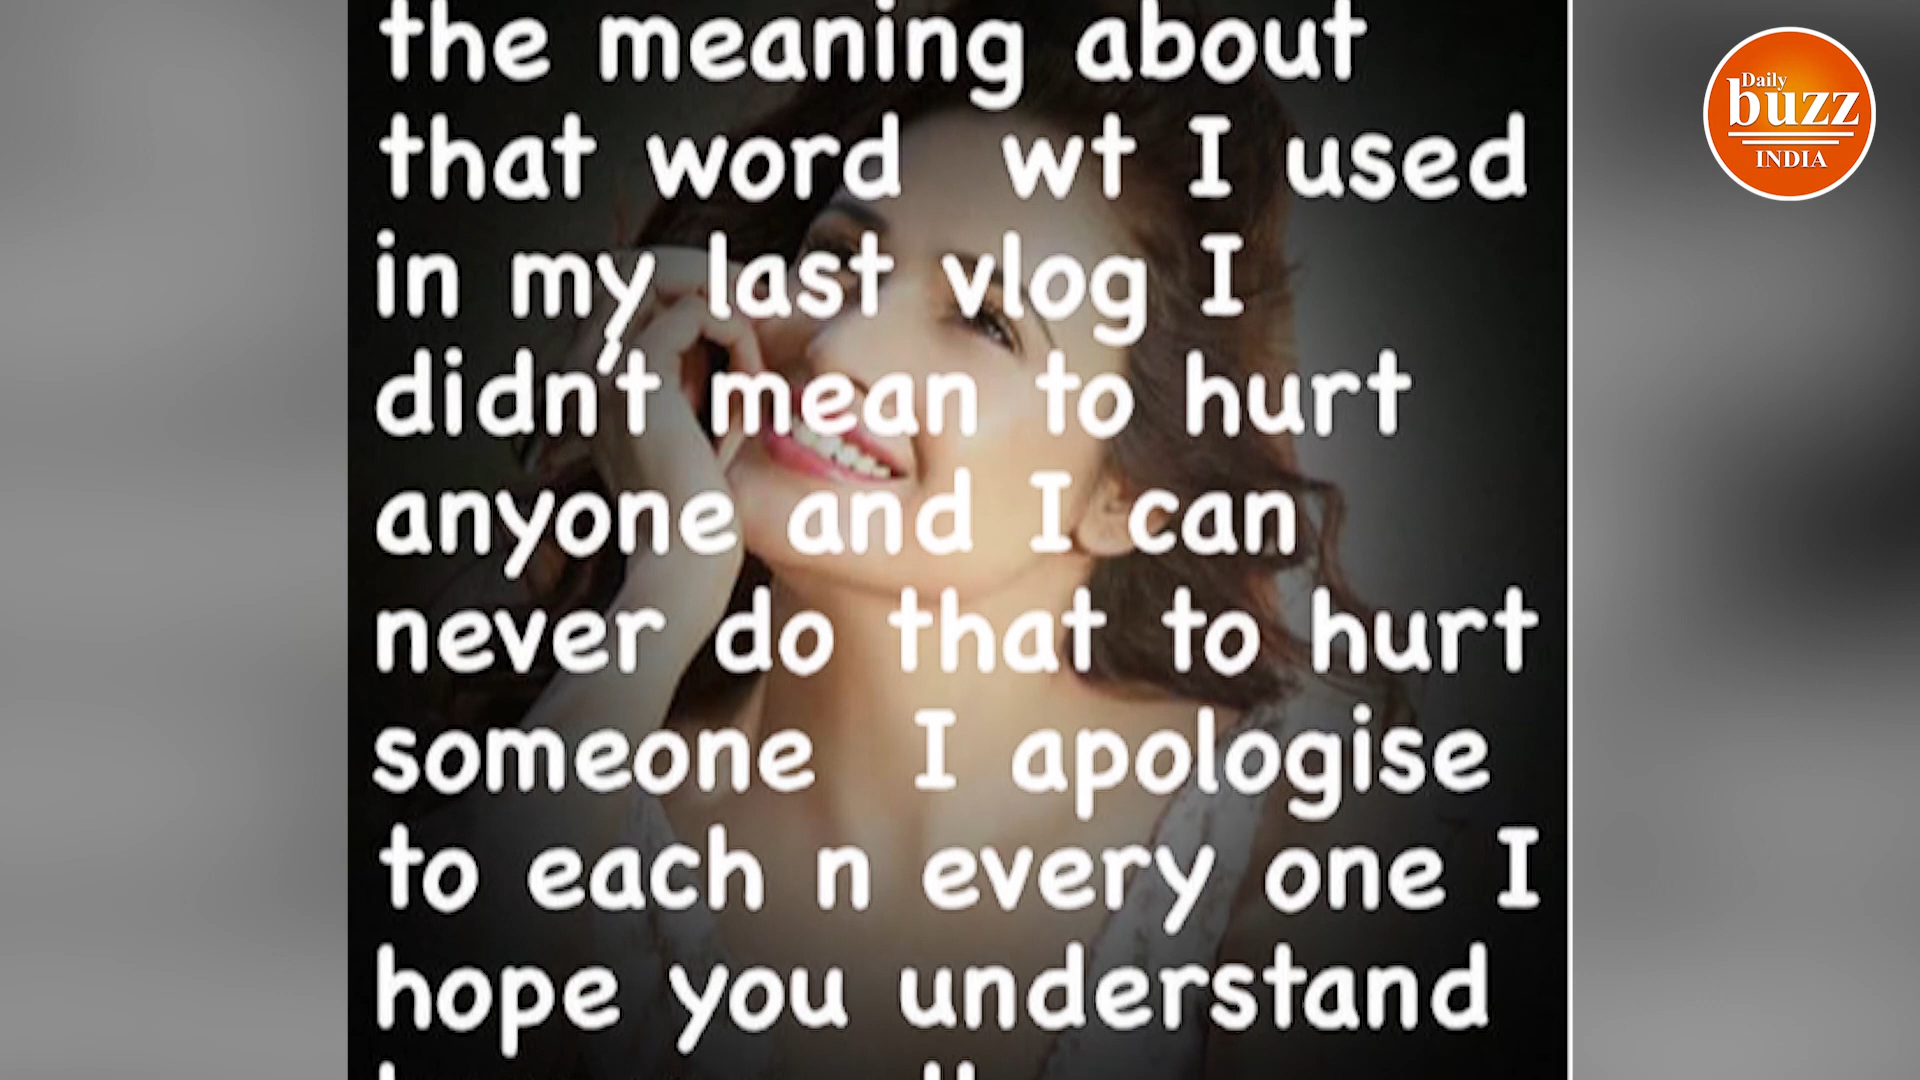 the meaning about
that word wt I used
in my last vlog I
didn't mean to hurt
anyone and I can
never do that to hurt
someone I apologise
to each n every one I
hope you understand
Daily
buzz
INDIA